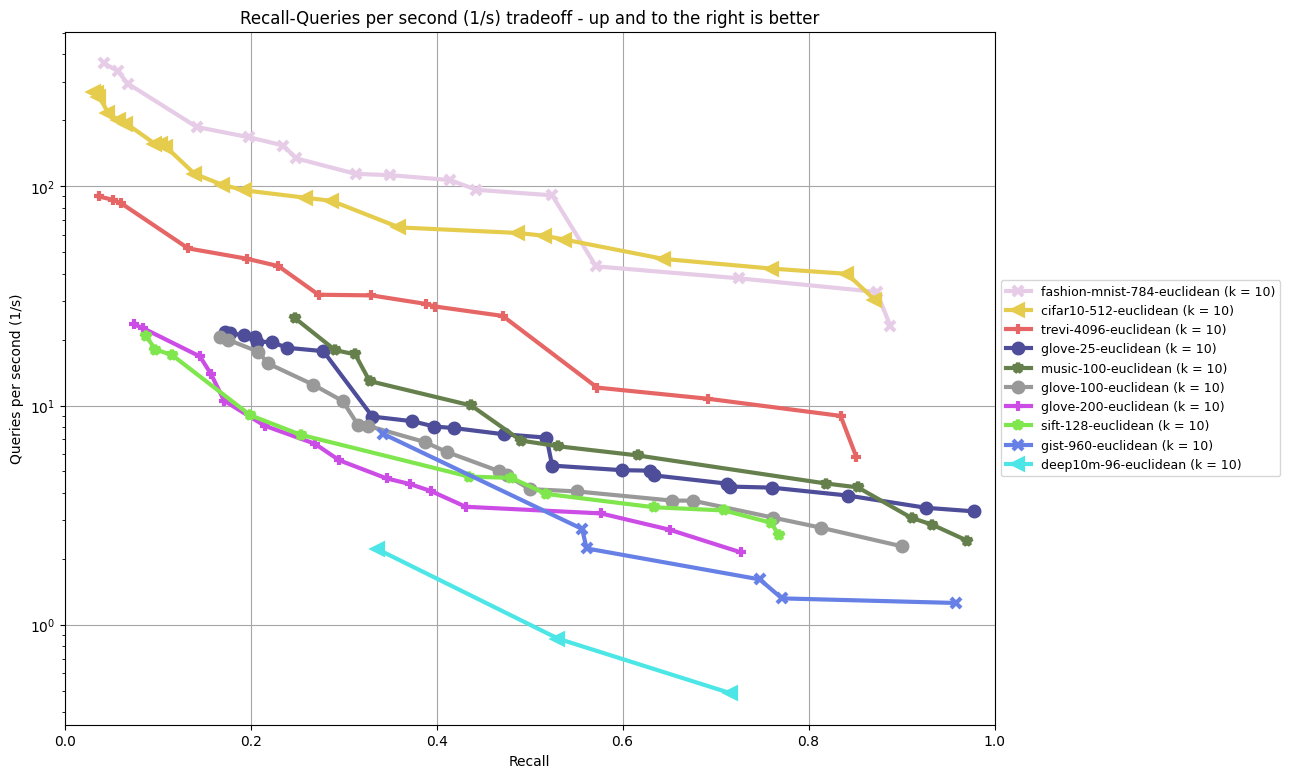 Recall-Queries per second (1/s) tradeoff - up and to the right is better
Queries per second (1/s)
10²
10¹
10⁰
0.0 0.2 0.4 0.6 0.8 1.0
Recall
fashion-mnist-784-euclidean (k = 10)
cifar10-512-euclidean (k = 10)
trevi-4096-euclidean (k = 10)
glove-25-euclidean (k = 10)
music-100-euclidean (k = 10)
glove-100-euclidean (k = 10)
glove-200-euclidean (k = 10)
sift-128-euclidean (k = 10)
gist-960-euclidean (k = 10)
deep10m-96-euclidean (k = 10)